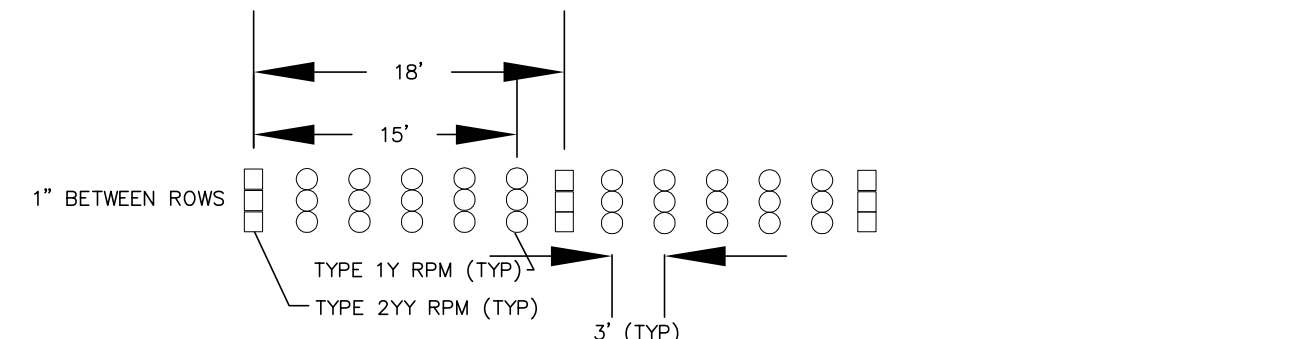 18'
15'
1" BETWEEN ROWS
TYPE 1Y RPM (TYP)
TYPE 2YY RPM (TYP)
3' (TYP)